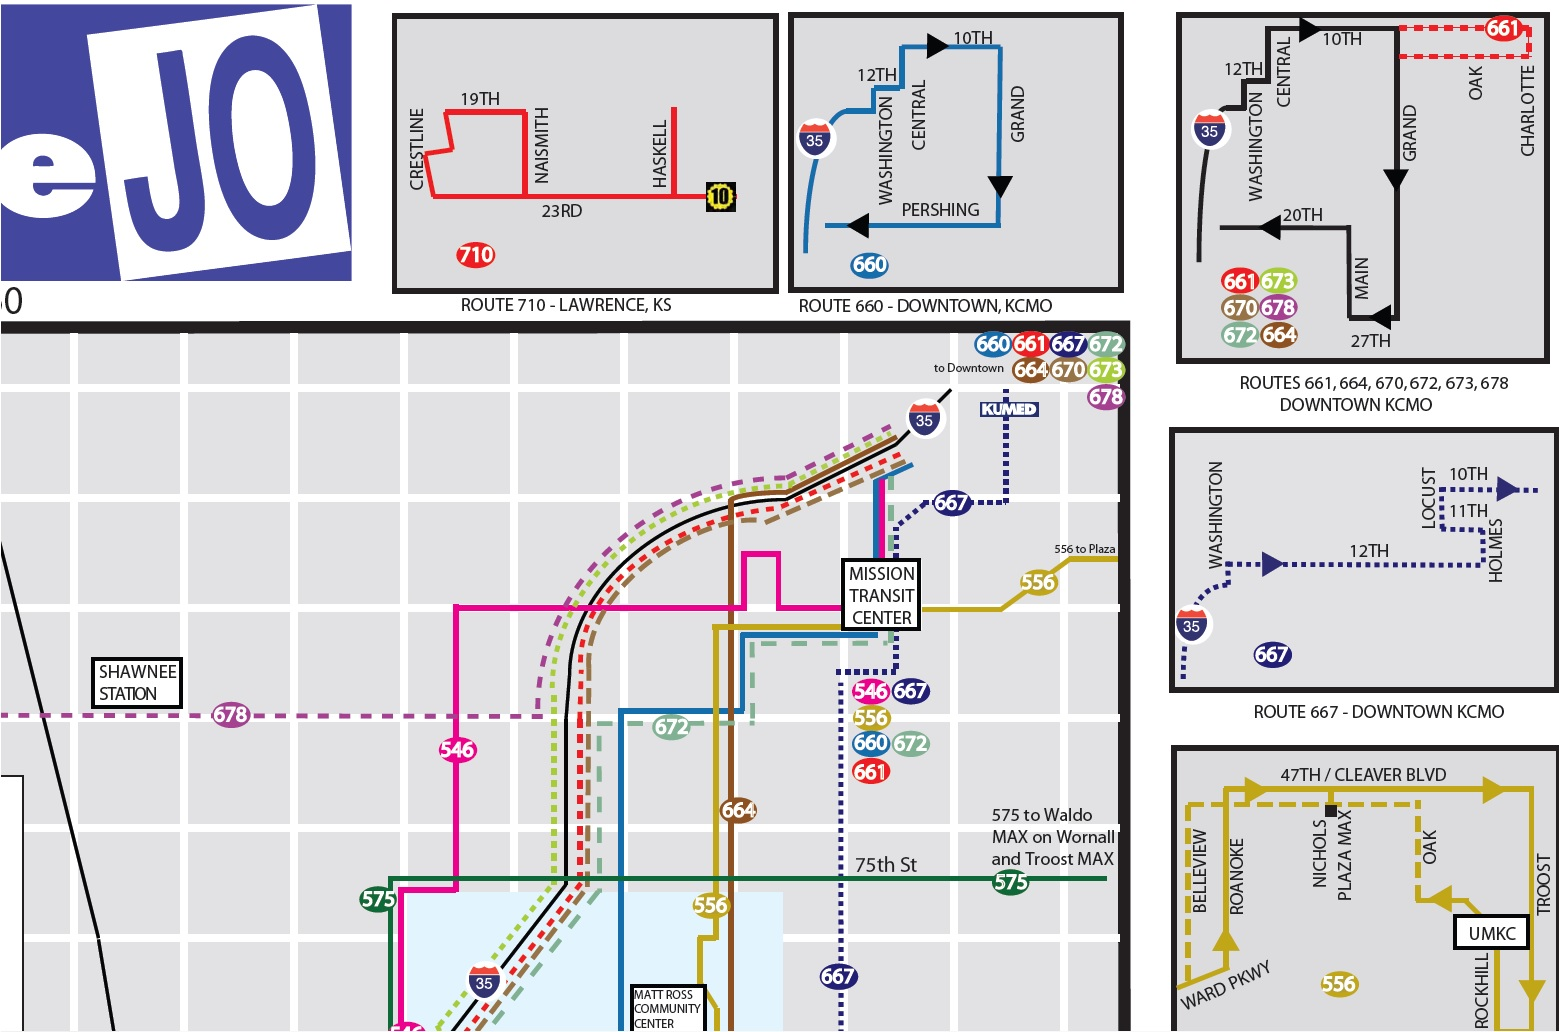 eJO
0
19TH
CRESTLINE
NAISMITH
HASKELL
23RD
10
710
ROUTE 710 - LAWRENCE, KS
10TH
12TH
CENTRAL
WASHINGTON
GRAND
35
PERSHING
660
ROUTE 660 - DOWNTOWN, KCMO
661
10TH
12TH
CENTRAL
WASHINGTON
OAK
CHARLOTTE
GRAND
35
20TH
MAIN
27TH
661 673
670 678
672 664
ROUTES 661, 664, 670, 672, 673, 678
DOWNTOWN KCMO
660 661 667 672
to Downtown
664 670 673
678
35
KUMED
667
556 to Plaza
556
MISSION
TRANSIT
CENTER
SHAWNEE
STATION
678
546
672
546 667
556
660 672
661
664
575 to Waldo
MAX on Wornall
and Troost MAX
75th St
575
575
556
35
667
MATT ROSS
COMMUNITY
CENTER
546
WASHINGTON
LOCUST
10TH
11TH
12TH
HOLMES
35
667
ROUTE 667 - DOWNTOWN KCMO
47TH / CLEAVER BLVD
BELLEVIEW
ROANOKE
NICHOLS
PLAZA MAX
OAK
TROOST
UMKC
WARD PKWY
556
ROCKHILL